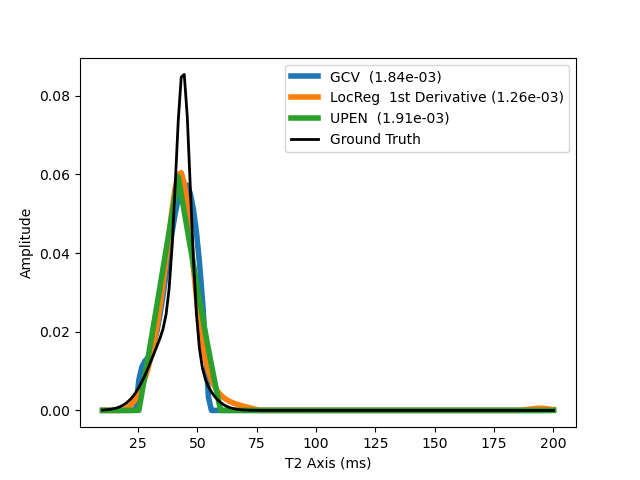 GCV  (1.84e-03)
LocReg  1st Derivative (1.26e-03)
UPEN  (1.91e-03)
Ground Truth
0.08
0.06
0.04
0.02
0.00
Amplitude
25 50 75 100 125 150 175 200
T2 Axis (ms)